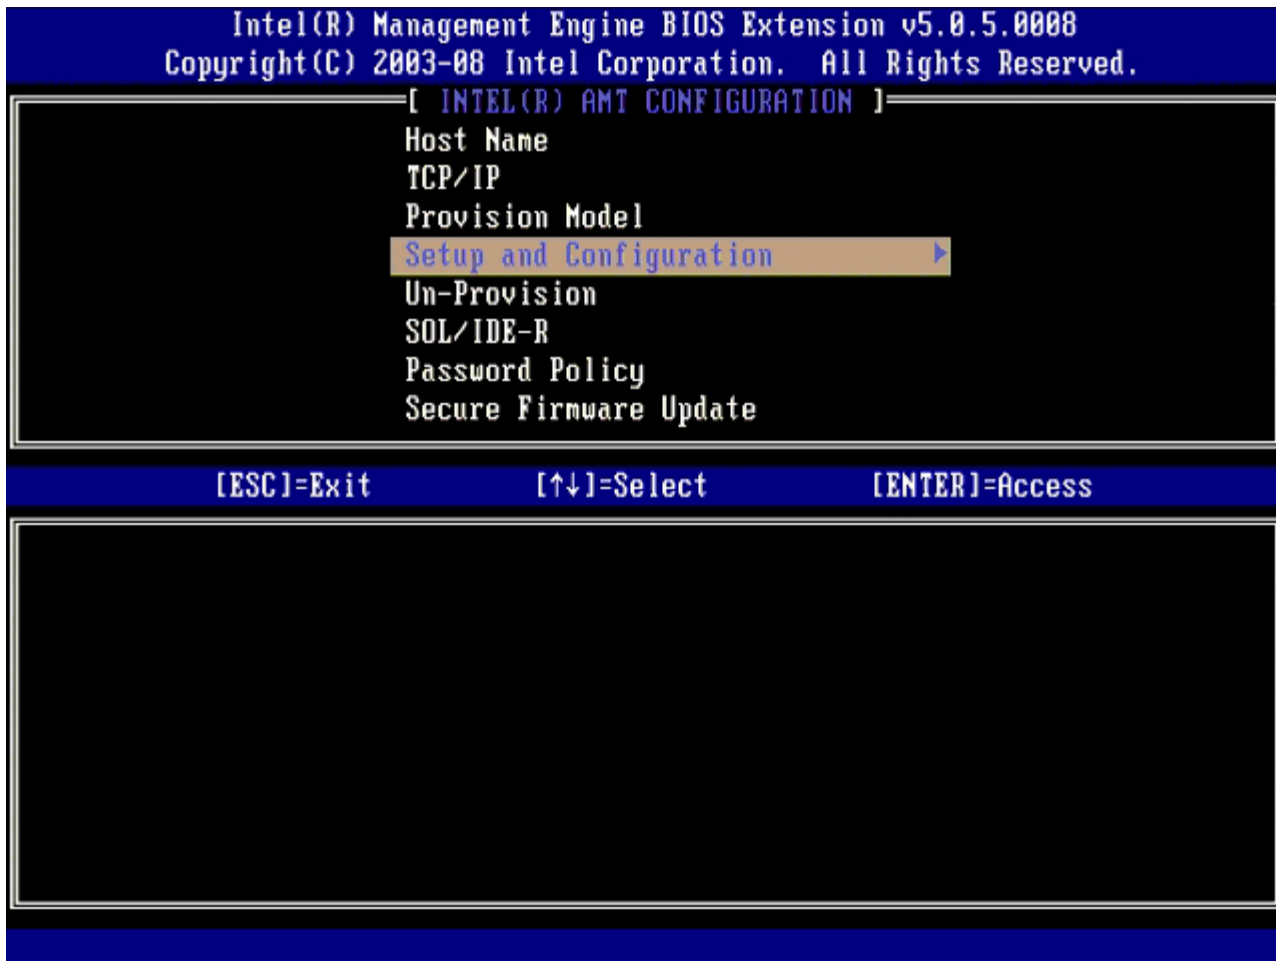 Intel(R) Management Engine BIOS Extension v5.0.5.0008
Copyright(C) 2003-08 Intel Corporation. All Rights Reserved.
[ INTEL(R) AMT CONFIGURATION ]
Host Name
TCP/IP
Provision Model
Setup and Configuration ►
Un-Provision
SOL/IDE-R
Password Policy
Secure Firmware Update
[ESC]=Exit [↑↓]=Select [ENTER]=Access